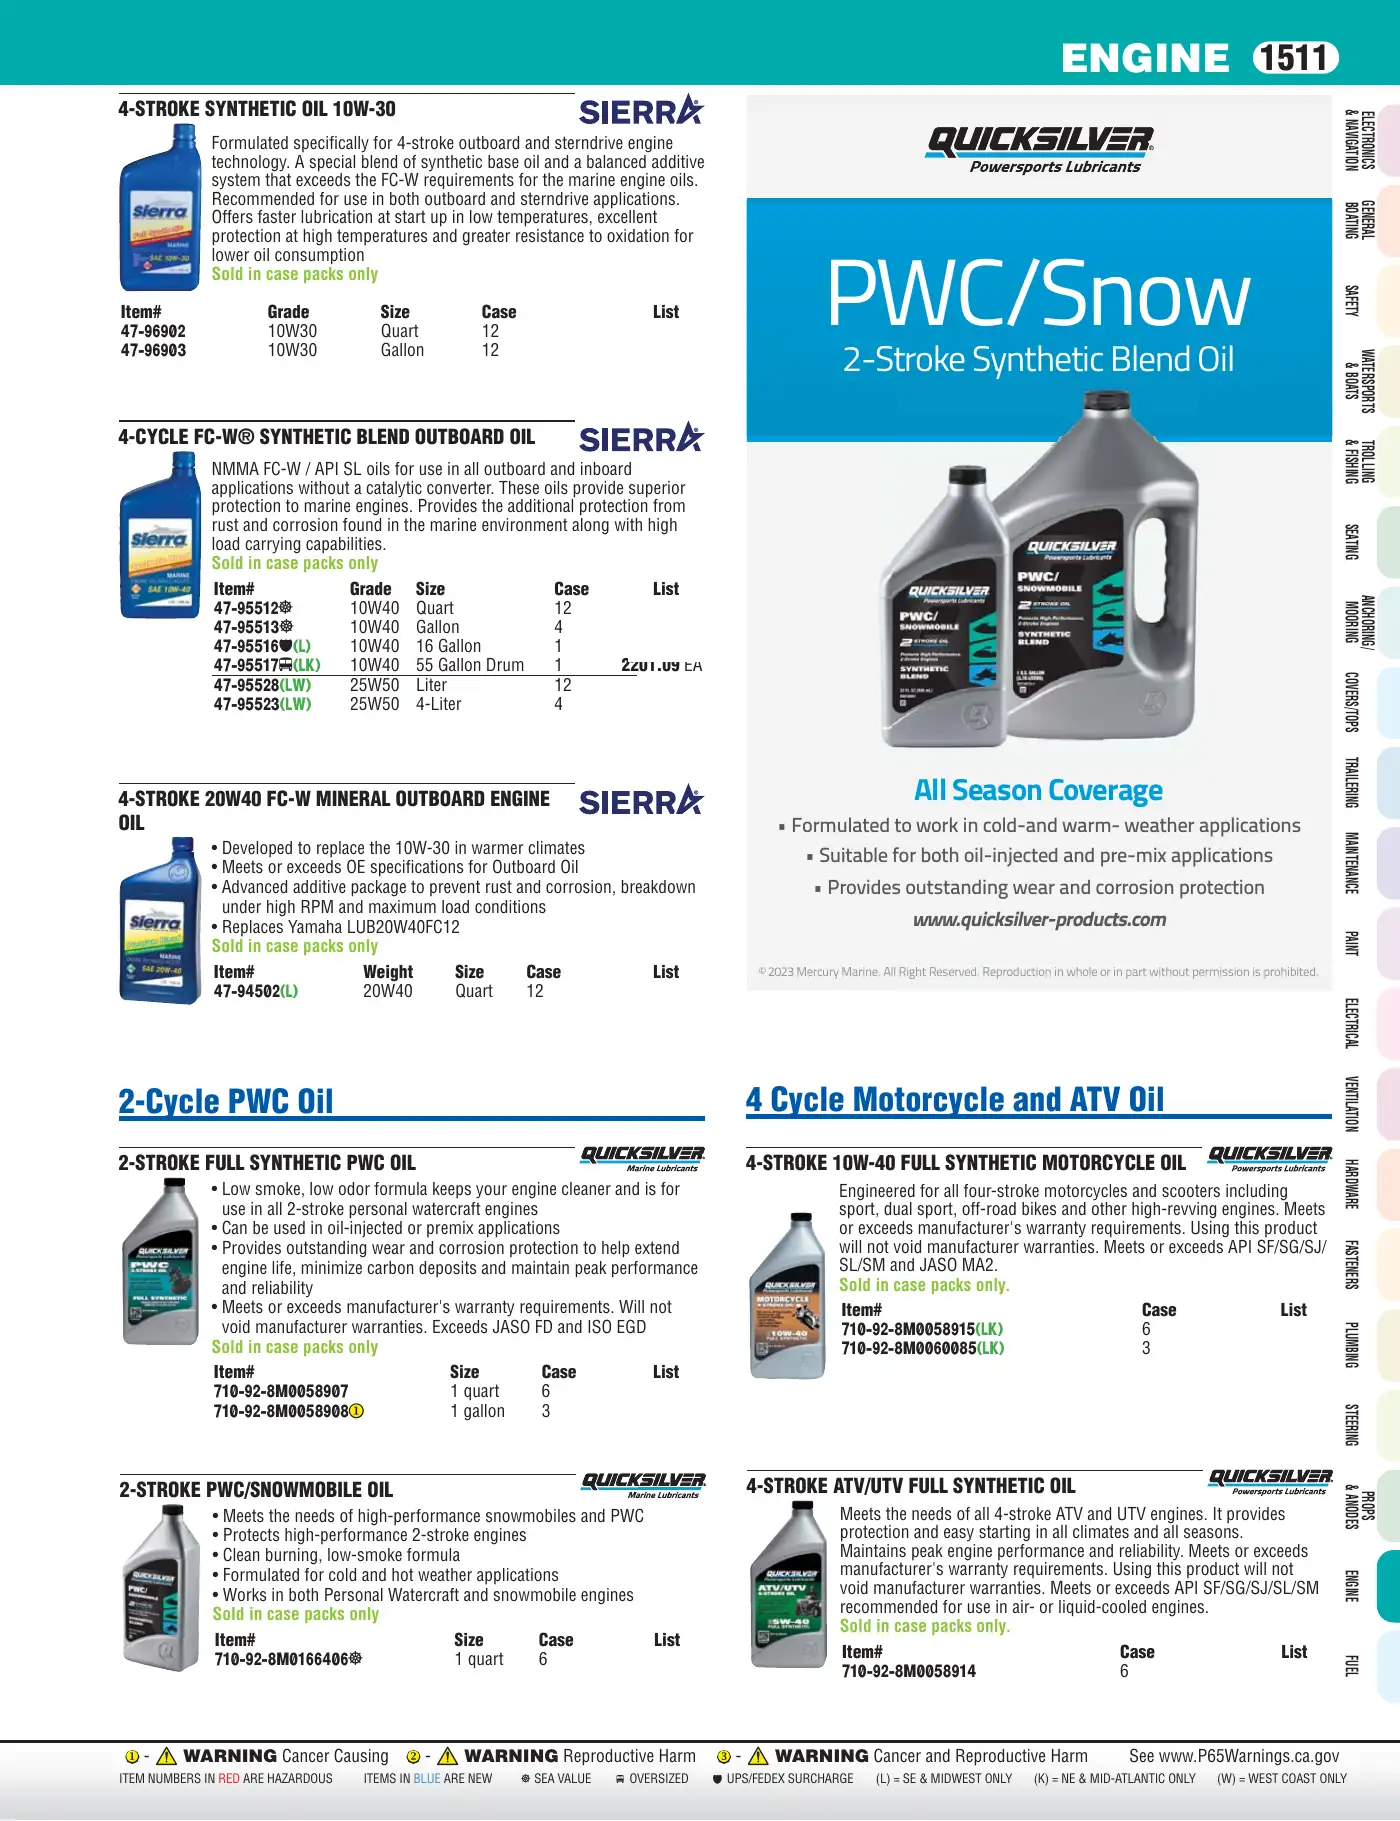 ENGINE 1511
4-STROKE SYNTHETIC OIL 10W-30
SIERRA
Formulated specifically for 4-stroke outboard and sterndrive engine
technology. A special blend of synthetic base oil and a balanced additive
system that exceeds the FC-W requirements for the marine engine oils.
Recommended for use in both outboard and sterndrive applications.
Offers faster lubrication at start up in low temperatures, excellent
protection at high temperatures and greater resistance to oxidation for
lower oil consumption
Sold in case packs only
Item# Grade Size Case List
47-96902 10W30 Quart 12
47-96903 10W30 Gallon 12
4-CYCLE FC-W® SYNTHETIC BLEND OUTBOARD OIL
SIERRA
NMMA FC-W / API SL oils for use in all outboard and inboard
applications without a catalytic converter. These oils provide superior
protection to marine engines. Provides the additional protection from
rust and corrosion found in the marine environment along with high
load carrying capabilities.
Sold in case packs only
Item# Grade Size Case List
47-95512 10W40 Quart 12
47-95513 10W40 Gallon 4
47-95516(L) 10W40 16 Gallon 1
47-95517(LK) 10W40 55 Gallon Drum 1 2201.09 EA
47-95528(LW) 25W50 Liter 12
47-95523(LW) 25W50 4-Liter 4
4-STROKE 20W40 FC-W MINERAL OUTBOARD ENGINE
OIL
SIERRA
• Developed to replace the 10W-30 in warmer climates
• Meets or exceeds OE specifications for Outboard Oil
• Advanced additive package to prevent rust and corrosion, breakdown
under high RPM and maximum load conditions
• Replaces Yamaha LUB20W40FC12
Sold in case packs only
Item# Weight Size Case List
47-94502(L) 20W40 Quart 12
2-Cycle PWC Oil
2-STROKE FULL SYNTHETIC PWC OIL
QUICKSILVER
Marine Lubricants
• Low smoke, low odor formula keeps your engine cleaner and is for
use in all 2-stroke personal watercraft engines
• Can be used in oil-injected or premix applications
• Provides outstanding wear and corrosion protection to help extend
engine life, minimize carbon deposits and maintain peak performance
and reliability
• Meets or exceeds manufacturer's warranty requirements. Will not
void manufacturer warranties. Exceeds JASO FD and ISO EGD
Sold in case packs only
Item# Size Case List
710-92-8M0058907 1 quart 6
710-92-8M0058908① 1 gallon 3
2-STROKE PWC/SNOWMOBILE OIL
QUICKSILVER
Marine Lubricants
• Meets the needs of high-performance snowmobiles and PWC
• Protects high-performance 2-stroke engines
• Clean burning, low-smoke formula
• Formulated for cold and hot weather applications
• Works in both Personal Watercraft and snowmobile engines
Sold in case packs only
Item# Size Case List
710-92-8M0166406 1 quart 6
QUICKSILVER®
Powersports Lubricants
PWC/Snow
2-Stroke Synthetic Blend Oil
QUICKSILVER
Powersports Lubricants
PWC/
SNOWMOBILE
2 STROKE OIL
SYNTHETIC
BLEND
QUICKSILVER
Powersports Lubricants
PWC/
SNOWMOBILE
2 STROKE OIL
SYNTHETIC
BLEND
All Season Coverage
▪ Formulated to work in cold-and warm- weather applications
▪ Suitable for both oil-injected and pre-mix applications
▪ Provides outstanding wear and corrosion protection
www.quicksilver-products.com
© 2023 Mercury Marine. All Right Reserved. Reproduction in whole or in part without permission is prohibited.
4 Cycle Motorcycle and ATV Oil
4-STROKE 10W-40 FULL SYNTHETIC MOTORCYCLE OIL
QUICKSILVER
Powersports Lubricants
Engineered for all four-stroke motorcycles and scooters including
sport, dual sport, off-road bikes and other high-revving engines. Meets
or exceeds manufacturer's warranty requirements. Using this product
will not void manufacturer warranties. Meets or exceeds API SF/SG/SJ/
SL/SM and JASO MA2.
Sold in case packs only.
Item# Case List
710-92-8M0058915(LK) 6
710-92-8M0060085(LK) 3
4-STROKE ATV/UTV FULL SYNTHETIC OIL
QUICKSILVER
Powersports Lubricants
Meets the needs of all 4-stroke ATV and UTV engines. It provides
protection and easy starting in all climates and all seasons.
Maintains peak engine performance and reliability. Meets or exceeds
manufacturer's warranty requirements. Using this product will not
void manufacturer warranties. Meets or exceeds API SF/SG/SJ/SL/SM
recommended for use in air- or liquid-cooled engines.
Sold in case packs only.
Item# Case List
710-92-8M0058914 6
ELECTRONICS
& NAVIGATION
GENERAL
BOATING
SAFETY
WATERSPORTS
& BOATS
TROLLING
& FISHING
SEATING
ANCHORING/
MOORING
COVERS/TOPS
TRAILERING
MAINTENANCE
PAINT
ELECTRICAL
VENTILATION
HARDWARE
FASTENERS
PLUMBING
STEERING
PROPS
& ANODES
ENGINE
FUEL
① - ⚠ WARNING Cancer Causing ② - ⚠ WARNING Reproductive Harm ③ - ⚠ WARNING Cancer and Reproductive Harm See www.P65Warnings.ca.gov
ITEM NUMBERS IN RED ARE HAZARDOUS ITEMS IN BLUE ARE NEW SEA VALUE OVERSIZED UPS/FEDEX SURCHARGE (L) = SE & MIDWEST ONLY (K) = NE & MID-ATLANTIC ONLY (W) = WEST COAST ONLY